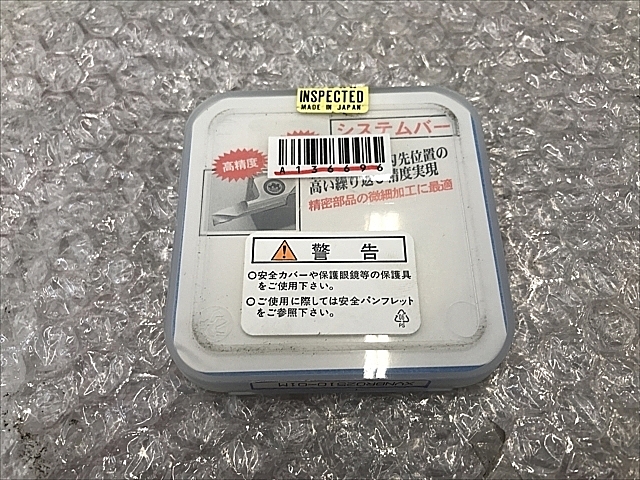 INSPECTED
MADE IN JAPAN
システムバー
高精度
A136696
刃先位置の
高い繰り返し精度実現
精密部品の微細加工に最適
警告
○安全カバーや保護眼鏡等の保護具
をご使用下さい。
○ご使用に際しては安全パンフレット
をご参照下さい。
PS